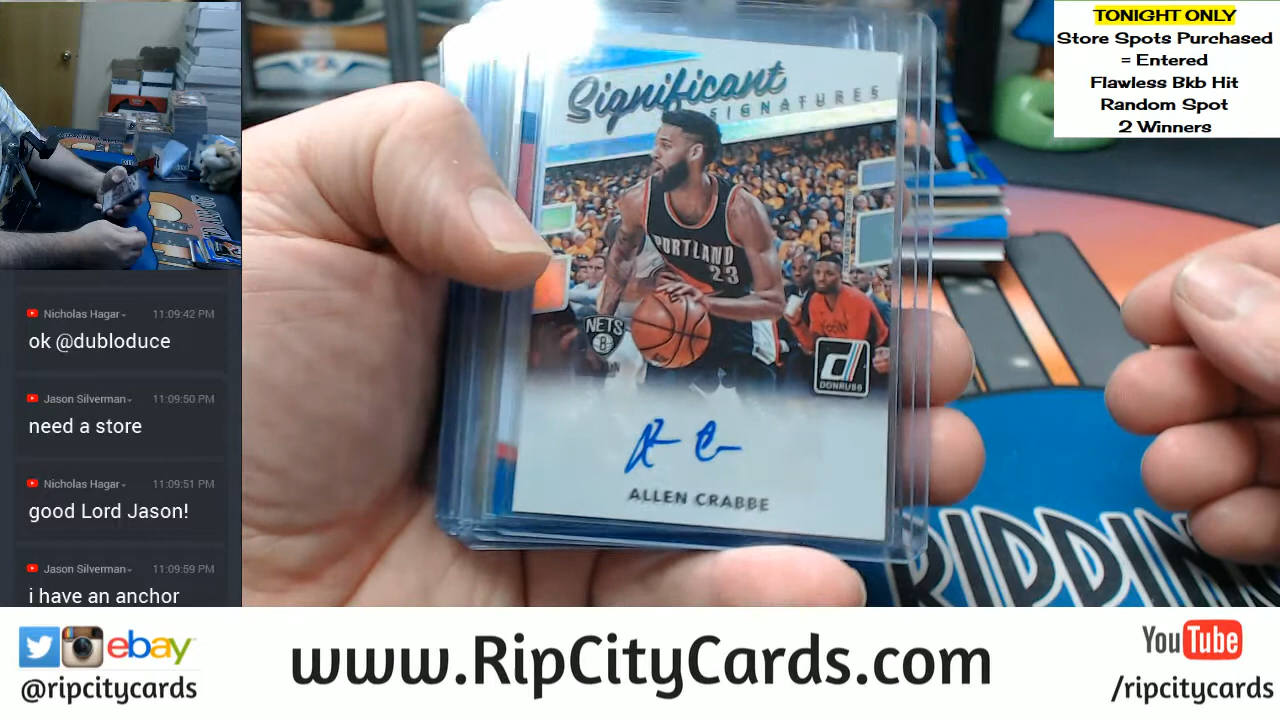 TONIGHT ONLY
Store Spots Purchased
= Entered
Flawless Bkb Hit
Random Spot
2 Winners
Significant
SIGNATURES
PORTLAND
23
NETS
B
DONRUSS
ALLEN CRABBE
RIPPING
Nicholas Hagar 11:09:42 PM
ok @dubloduce
Jason Silverman 11:09:50 PM
need a store
Nicholas Hagar 11:09:51 PM
good Lord Jason!
Jason Silverman 11:09:59 PM
i have an anchor
ebay
@ripcitycards
www.RipCityCards.com
YouTube
/ripcitycards